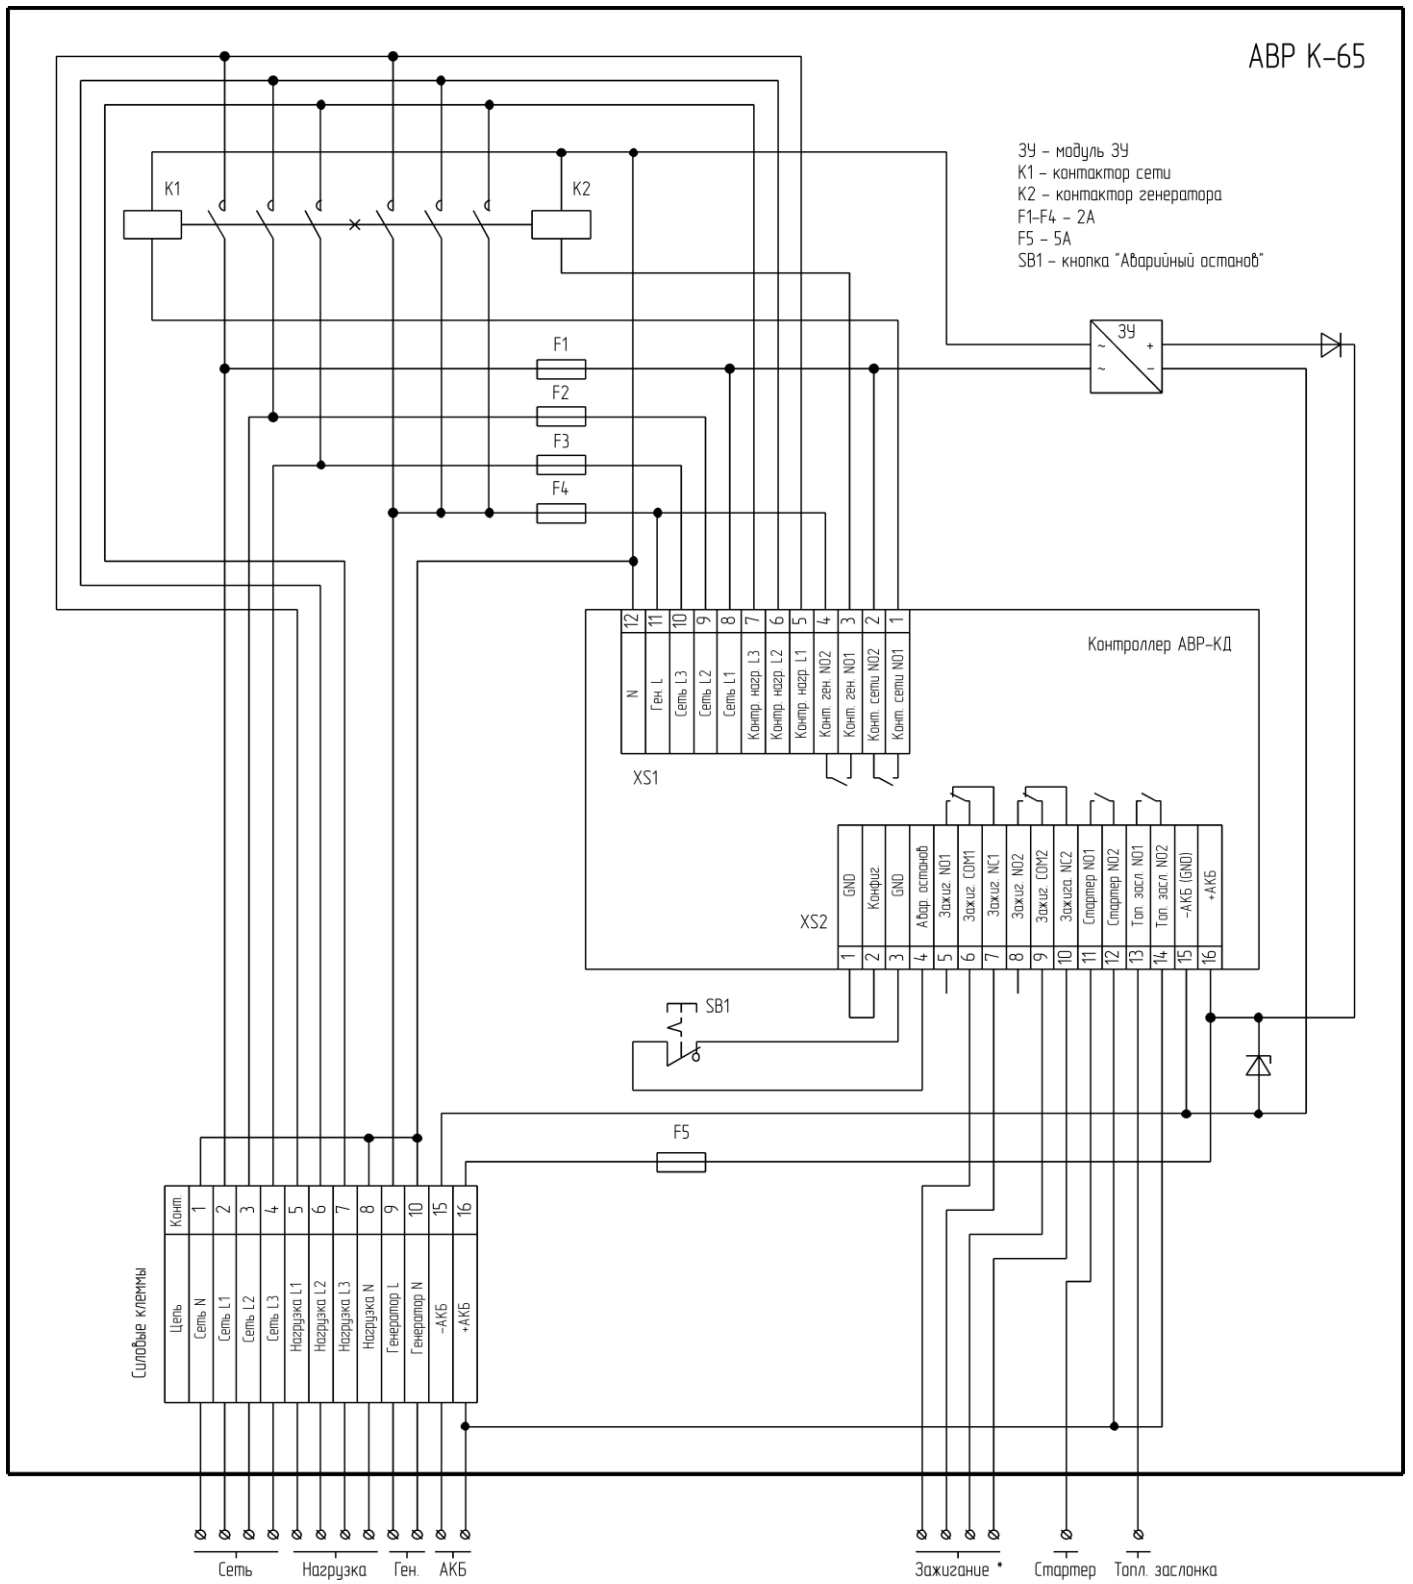 АВР К-65
ЗУ - модуль ЗУ
К1 - контактор сети
К2 - контактор генератора
F1-F4 - 2А
F5 - 5А
SB1 - кнопка "Аварийный останов"
К1
К2
ЗУ
~ +
~ -
F1
F2
F3
F4
Контроллер АВР-КД
12 11 10 9 8 7 6 5 4 3 2 1
N
Ген. L
Сеть L3
Сеть L2
Сеть L1
Контр. нагр. L3
Контр. нагр. L2
Контр. нагр. L1
Конт. ген. NO2
Конт. ген. NO1
Конт. сети NO2
Конт. сети NO1
XS1
XS2
GND
Конфиг.
GND
Авар. останов
Зажиг. NO1
Зажиг. COM1
Зажиг. NC1
Зажиг. NO2
Зажиг. COM2
Зажига. NC2
Стартер NO1
Стартер NO2
Топ. засл. NO1
Топ. засл. NO2
-АКБ (GND)
+АКБ
1 2 3 4 5 6 7 8 9 10 11 12 13 14 15 16
SB1
F5
Силовые клеммы
Конт. 1 2 3 4 5 6 7 8 9 10 15 16
Цепь
Сеть N
Сеть L1
Сеть L2
Сеть L3
Нагрузка L1
Нагрузка L2
Нагрузка L3
Нагрузка N
Генератор L
Генератор N
-АКБ
+АКБ
Сеть Нагрузка Ген. АКБ Зажигание * Стартер Топл. заслонка